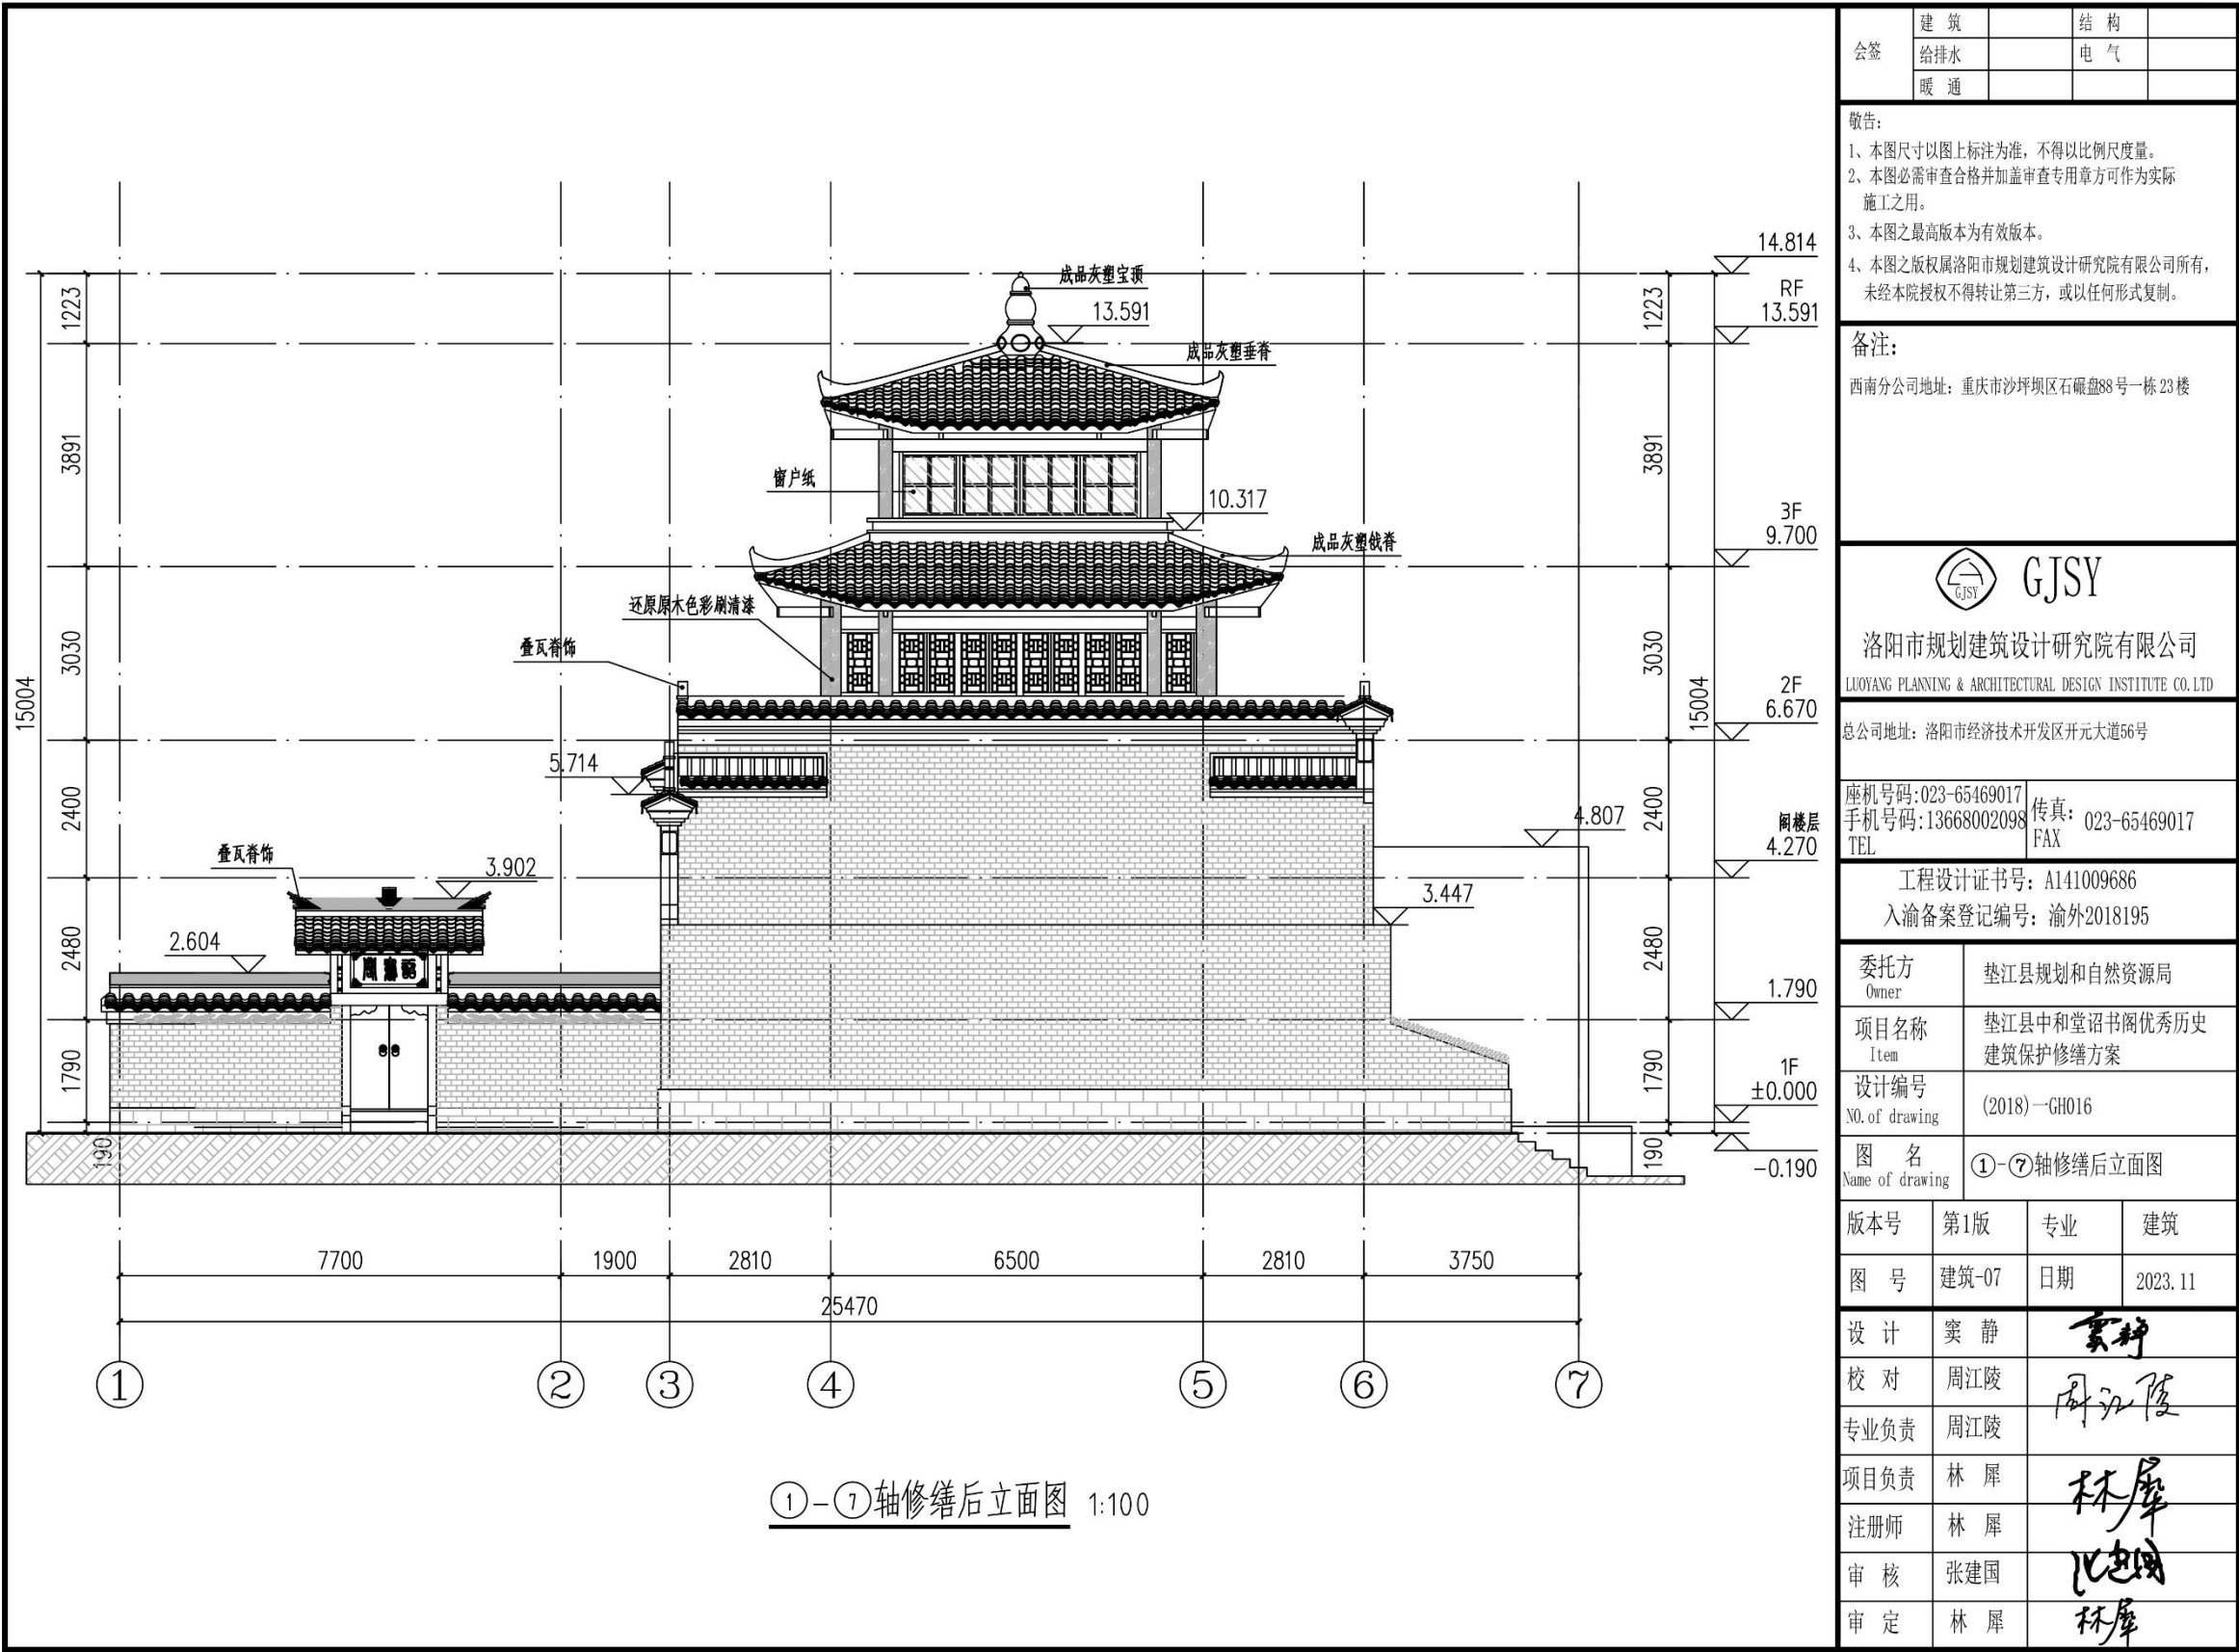 14.814
RF
13.591
3F
9.700
2F
6.670
阁楼层
4.270
1.790
1F
±0.000
-0.190
1223
3891
3030
2400
2480
1790
190
15004
1223
3891
3030
2400
2480
1790
190
15004
成品灰塑宝顶
13.591
成品灰塑垂脊
窗户纸
10.317
成品灰塑戗脊
还原原木色彩刷清漆
叠瓦脊饰
5.714
4.807
叠瓦脊饰
3.902
3.447
2.604
7700
1900
2810
6500
2810
3750
25470
① ② ③ ④ ⑤ ⑥ ⑦
①-⑦轴修缮后立面图 1:100
会签
建 筑
结 构
给排水
电 气
暖 通
敬告:
1、本图尺寸以图上标注为准，不得以比例尺度量。
2、本图必需审查合格并加盖审查专用章方可作为实际
施工之用。
3、本图之最高版本为有效版本。
4、本图之版权属洛阳市规划建筑设计研究院有限公司所有，
未经本院授权不得转让第三方，或以任何形式复制。
备注:
西南分公司地址: 重庆市沙坪坝区石碾盘88号一栋23楼
GJSY
GJSY
洛阳市规划建筑设计研究院有限公司
LUOYANG PLANNING & ARCHITECTURAL DESIGN INSTITUTE CO.LTD
总公司地址: 洛阳市经济技术开发区开元大道56号
座机号码:023-65469017
手机号码:13668002098
TEL
传真: 023-65469017
FAX
工程设计证书号: A141009686
入渝备案登记编号: 渝外2018195
委托方
Owner
垫江县规划和自然资源局
项目名称
Item
垫江县中和堂诏书阁优秀历史
建筑保护修缮方案
设计编号
NO.of drawing
(2018)一GH016
图 名
Name of drawing
①-⑦轴修缮后立面图
版本号 第1版 专业 建筑
图 号 建筑-07 日期 2023.11
设 计 窦 静 窦静
校 对 周江陵 周江陵
专业负责 周江陵
项目负责 林 犀 林犀
注册师 林 犀
审 核 张建国
审 定 林 犀 林犀